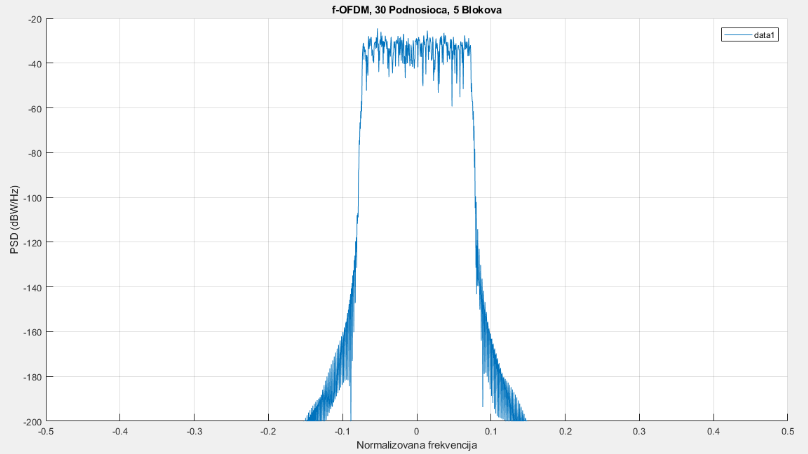 f-OFDM, 30 Podnosioca, 5 Blokova
data1
PSD (dBW/Hz)
-20
-40
-60
-80
-100
-120
-140
-160
-180
-200
-0.5 -0.4 -0.3 -0.2 -0.1 0 0.1 0.2 0.3 0.4 0.5
Normalizovana frekvencija